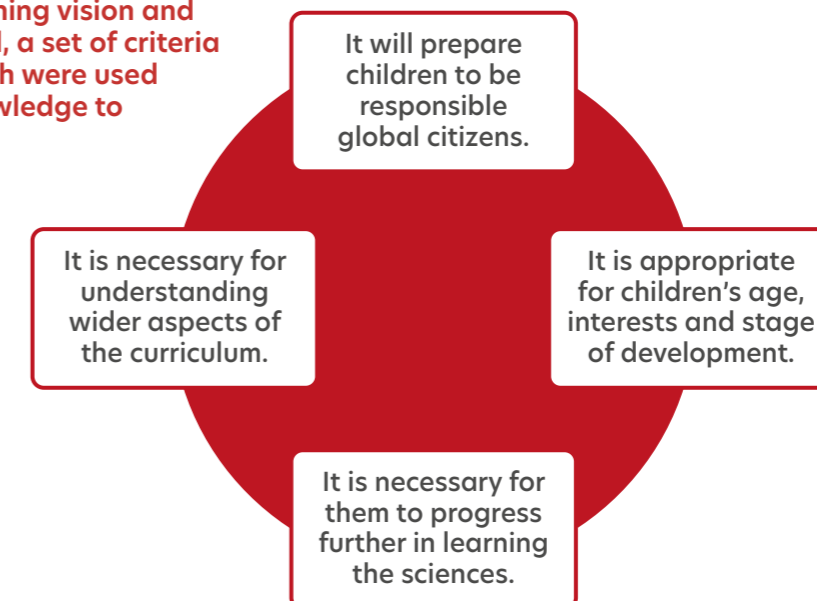 ning vision and
, a set of criteria
h were used
wledge to
It will prepare
children to be
responsible
global citizens.
It is necessary for
understanding
wider aspects of
the curriculum.
It is appropriate
for children's age,
interests and stage
of development.
It is necessary for
them to progress
further in learning
the sciences.